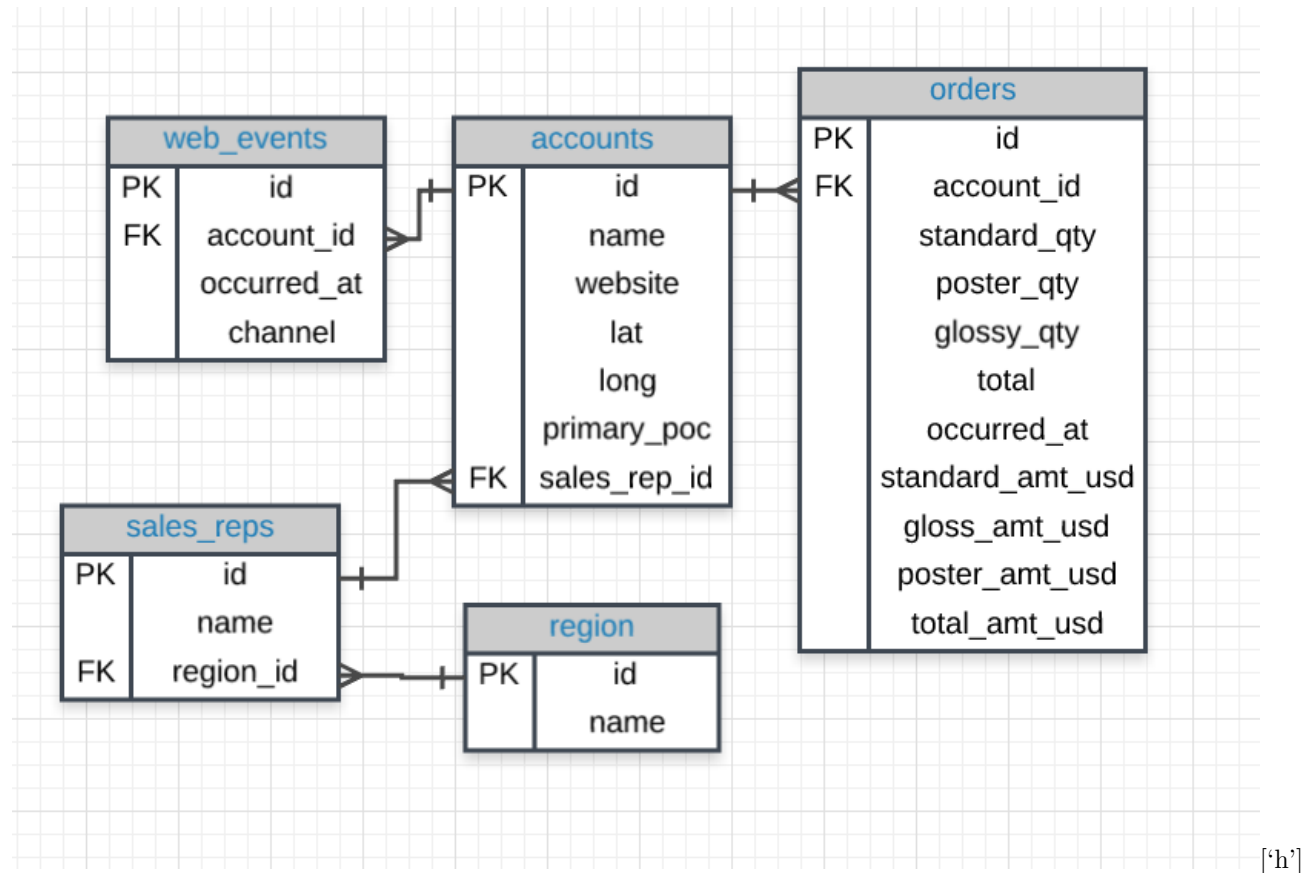 web_events
PK id
FK account_id
occurred_at
channel
accounts
PK id
name
website
lat
long
primary_poc
FK sales_rep_id
orders
PK id
FK account_id
standard_qty
poster_qty
glossy_qty
total
occurred_at
standard_amt_usd
gloss_amt_usd
poster_amt_usd
total_amt_usd
sales_reps
PK id
name
FK region_id
region
PK id
name
[‘h’]